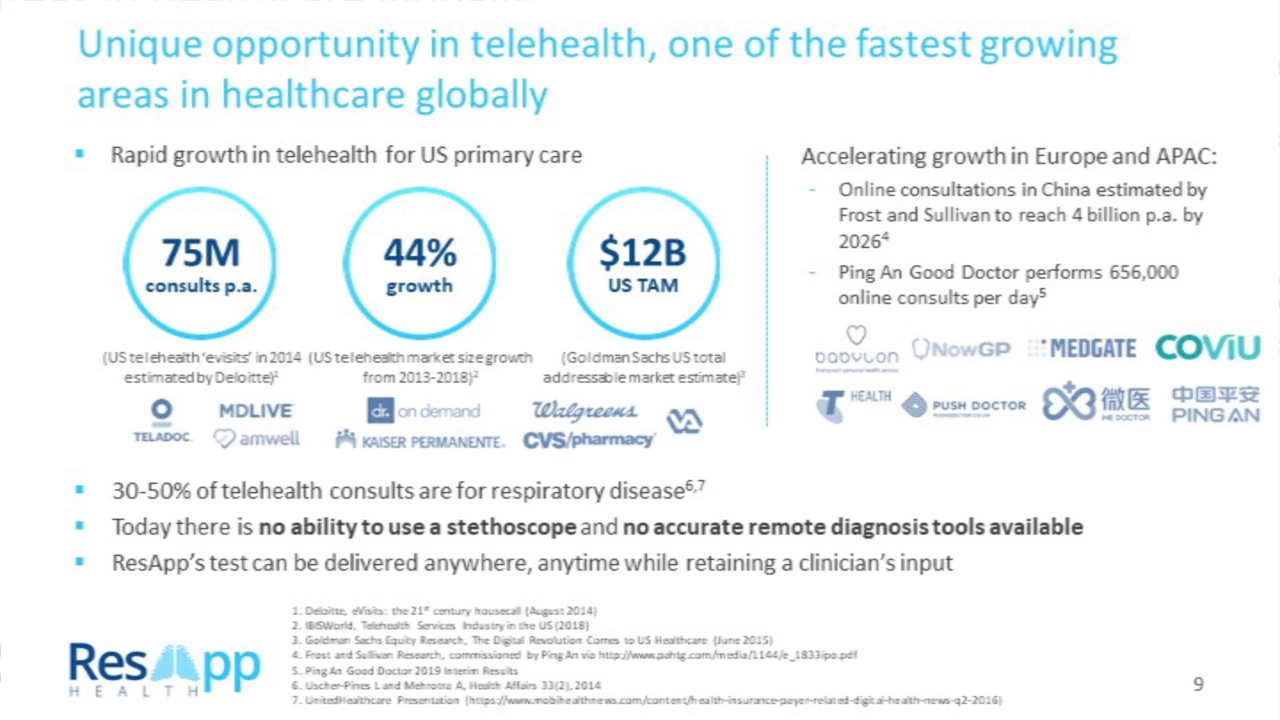 Unique opportunity in telehealth, one of the fastest growing
areas in healthcare globally
▪ Rapid growth in telehealth for US primary care
75M
consults p.a.
44%
growth
$12B
US TAM
(US telehealth 'evisits' in 2014
estimated by Deloitte)¹
(US telehealth market size growth
from 2013-2018)²
(Goldman Sachs US total
addressable market estimate)³
TELADOC
MDLIVE
amwell
dr. on demand
KAISER PERMANENTE.
Walgreens
CVS/pharmacy
VA
Accelerating growth in Europe and APAC:
- Online consultations in China estimated by
Frost and Sullivan to reach 4 billion p.a. by
2026⁴
- Ping An Good Doctor performs 656,000
online consults per day⁵
babylon
NowGP
MEDGATE
COVIU
T HEALTH
PUSH DOCTOR
微医
WE DOCTOR
中国平安
PING AN
▪ 30-50% of telehealth consults are for respiratory disease⁶,⁷
▪ Today there is no ability to use a stethoscope and no accurate remote diagnosis tools available
▪ ResApp's test can be delivered anywhere, anytime while retaining a clinician's input
1. Deloitte, eVisits: the 21st century housecall (August 2014)
2. IBISWorld, Telehealth Services Industry in the US (2018)
3. Goldman Sachs Equity Research, The Digital Revolution Comes to US Healthcare (June 2015)
4. Frost and Sullivan Research, commissioned by Ping An via http://www.pahtg.com/media/1144/e_1833ipo.pdf
5. Ping An Good Doctor 2019 Interim Results
6. Uscher-Pines L and Mehrotra A, Health Affairs 33(2), 2014
7. UnitedHealthcare Presentation (https://www.mobihealthnews.com/content/health-insurance-payer-related-digital-health-news-q2-2016)
ResApp
HEALTH
9